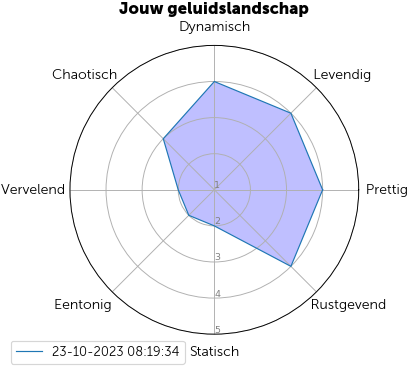 Jouw geluidslandschap
Dynamisch
Chaotisch
Levendig
Vervelend
Prettig
1
2
3
4
5
Eentonig
Rustgevend
Statisch
23-10-2023 08:19:34